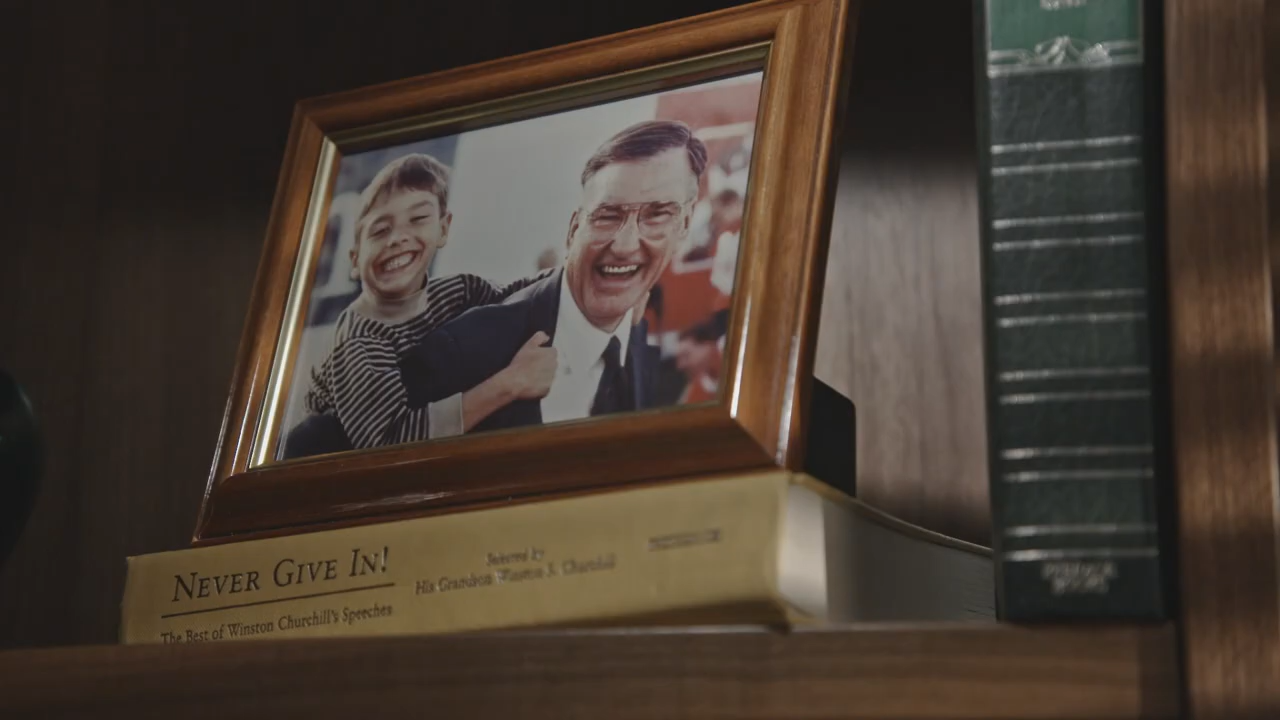 NEVER GIVE IN!
The Best of Winston Churchill's Speeches
Selected by
His Grandson Winston S. Churchill